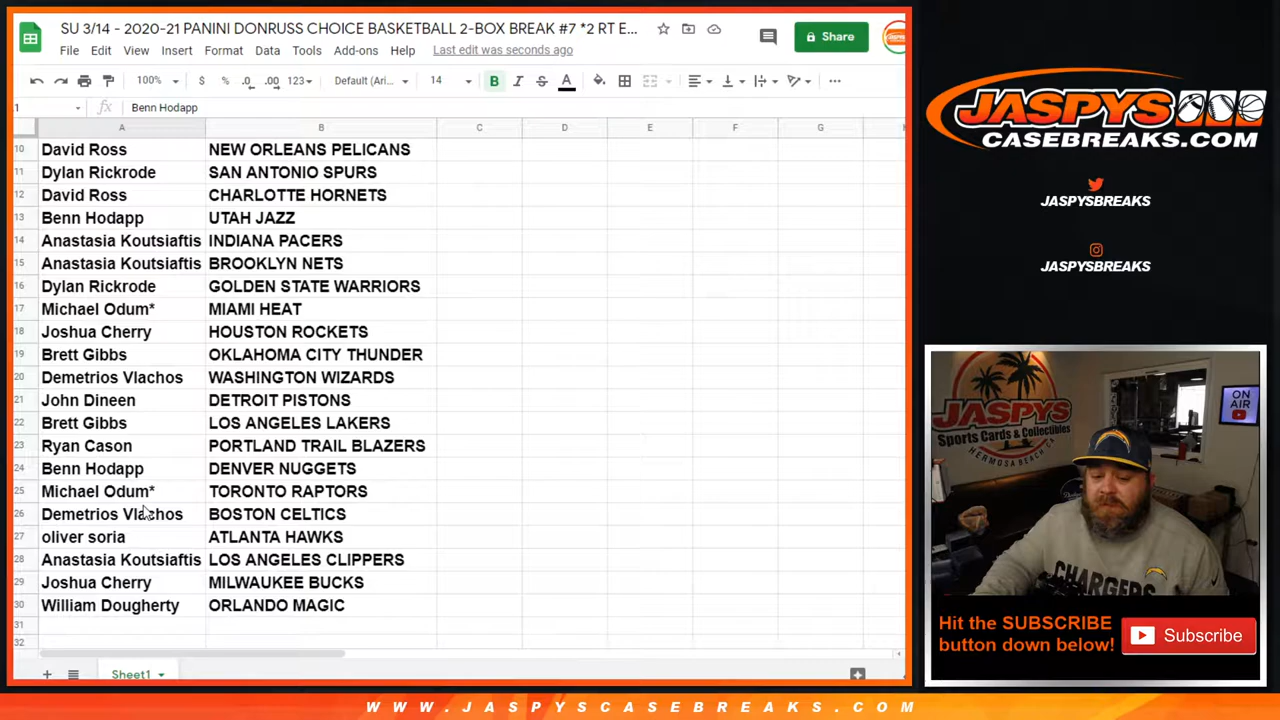 SU 3/14 - 2020-21 PANINI DONRUSS CHOICE BASKETBALL 2-BOX BREAK #7 *2 RT E...
File Edit View Insert Format Data Tools Add-ons Help Last edit was seconds ago
Share
100% $ % .0 .00 123 Default (Ari... 14 B I S A
1 fx Benn Hodapp
A B C D E F G
10 David Ross NEW ORLEANS PELICANS
11 Dylan Rickrode SAN ANTONIO SPURS
12 David Ross CHARLOTTE HORNETS
13 Benn Hodapp UTAH JAZZ
14 Anastasia Koutsiaftis INDIANA PACERS
15 Anastasia Koutsiaftis BROOKLYN NETS
16 Dylan Rickrode GOLDEN STATE WARRIORS
17 Michael Odum* MIAMI HEAT
18 Joshua Cherry HOUSTON ROCKETS
19 Brett Gibbs OKLAHOMA CITY THUNDER
20 Demetrios Vlachos WASHINGTON WIZARDS
21 John Dineen DETROIT PISTONS
22 Brett Gibbs LOS ANGELES LAKERS
23 Ryan Cason PORTLAND TRAIL BLAZERS
24 Benn Hodapp DENVER NUGGETS
25 Michael Odum* TORONTO RAPTORS
26 Demetrios Vlachos BOSTON CELTICS
27 oliver soria ATLANTA HAWKS
28 Anastasia Koutsiaftis LOS ANGELES CLIPPERS
29 Joshua Cherry MILWAUKEE BUCKS
30 William Dougherty ORLANDO MAGIC
31
32
Sheet1
JASPYS
CASEBREAKS.COM
JASPYSBREAKS
JASPYSBREAKS
JASPYS
Sports Cards & Collectibles
HERMOSA BEACH CA
ON AIR
CHARGERS
Hit the SUBSCRIBE
button down below!
Subscribe
WWW.JASPYSCASEBREAKS.COM